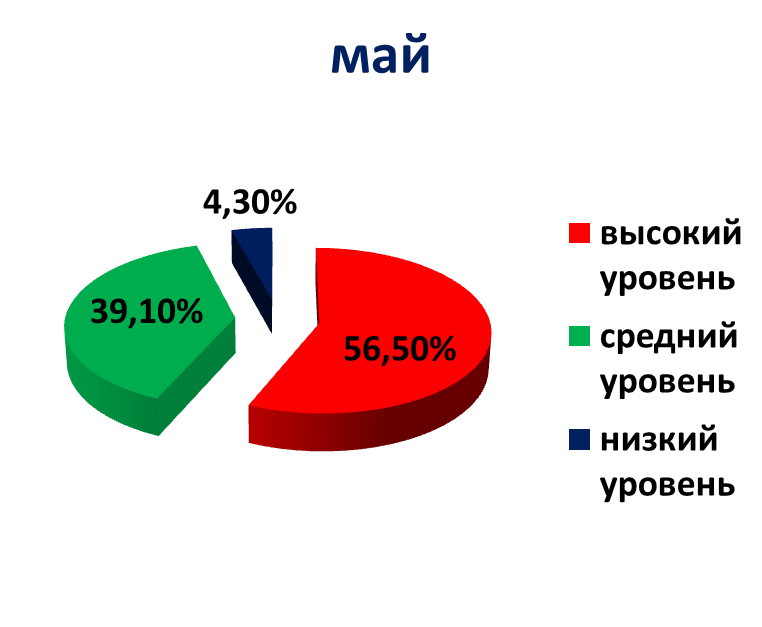 май
4,30%
39,10%
56,50%
высокий
уровень
средний
уровень
низкий
уровень